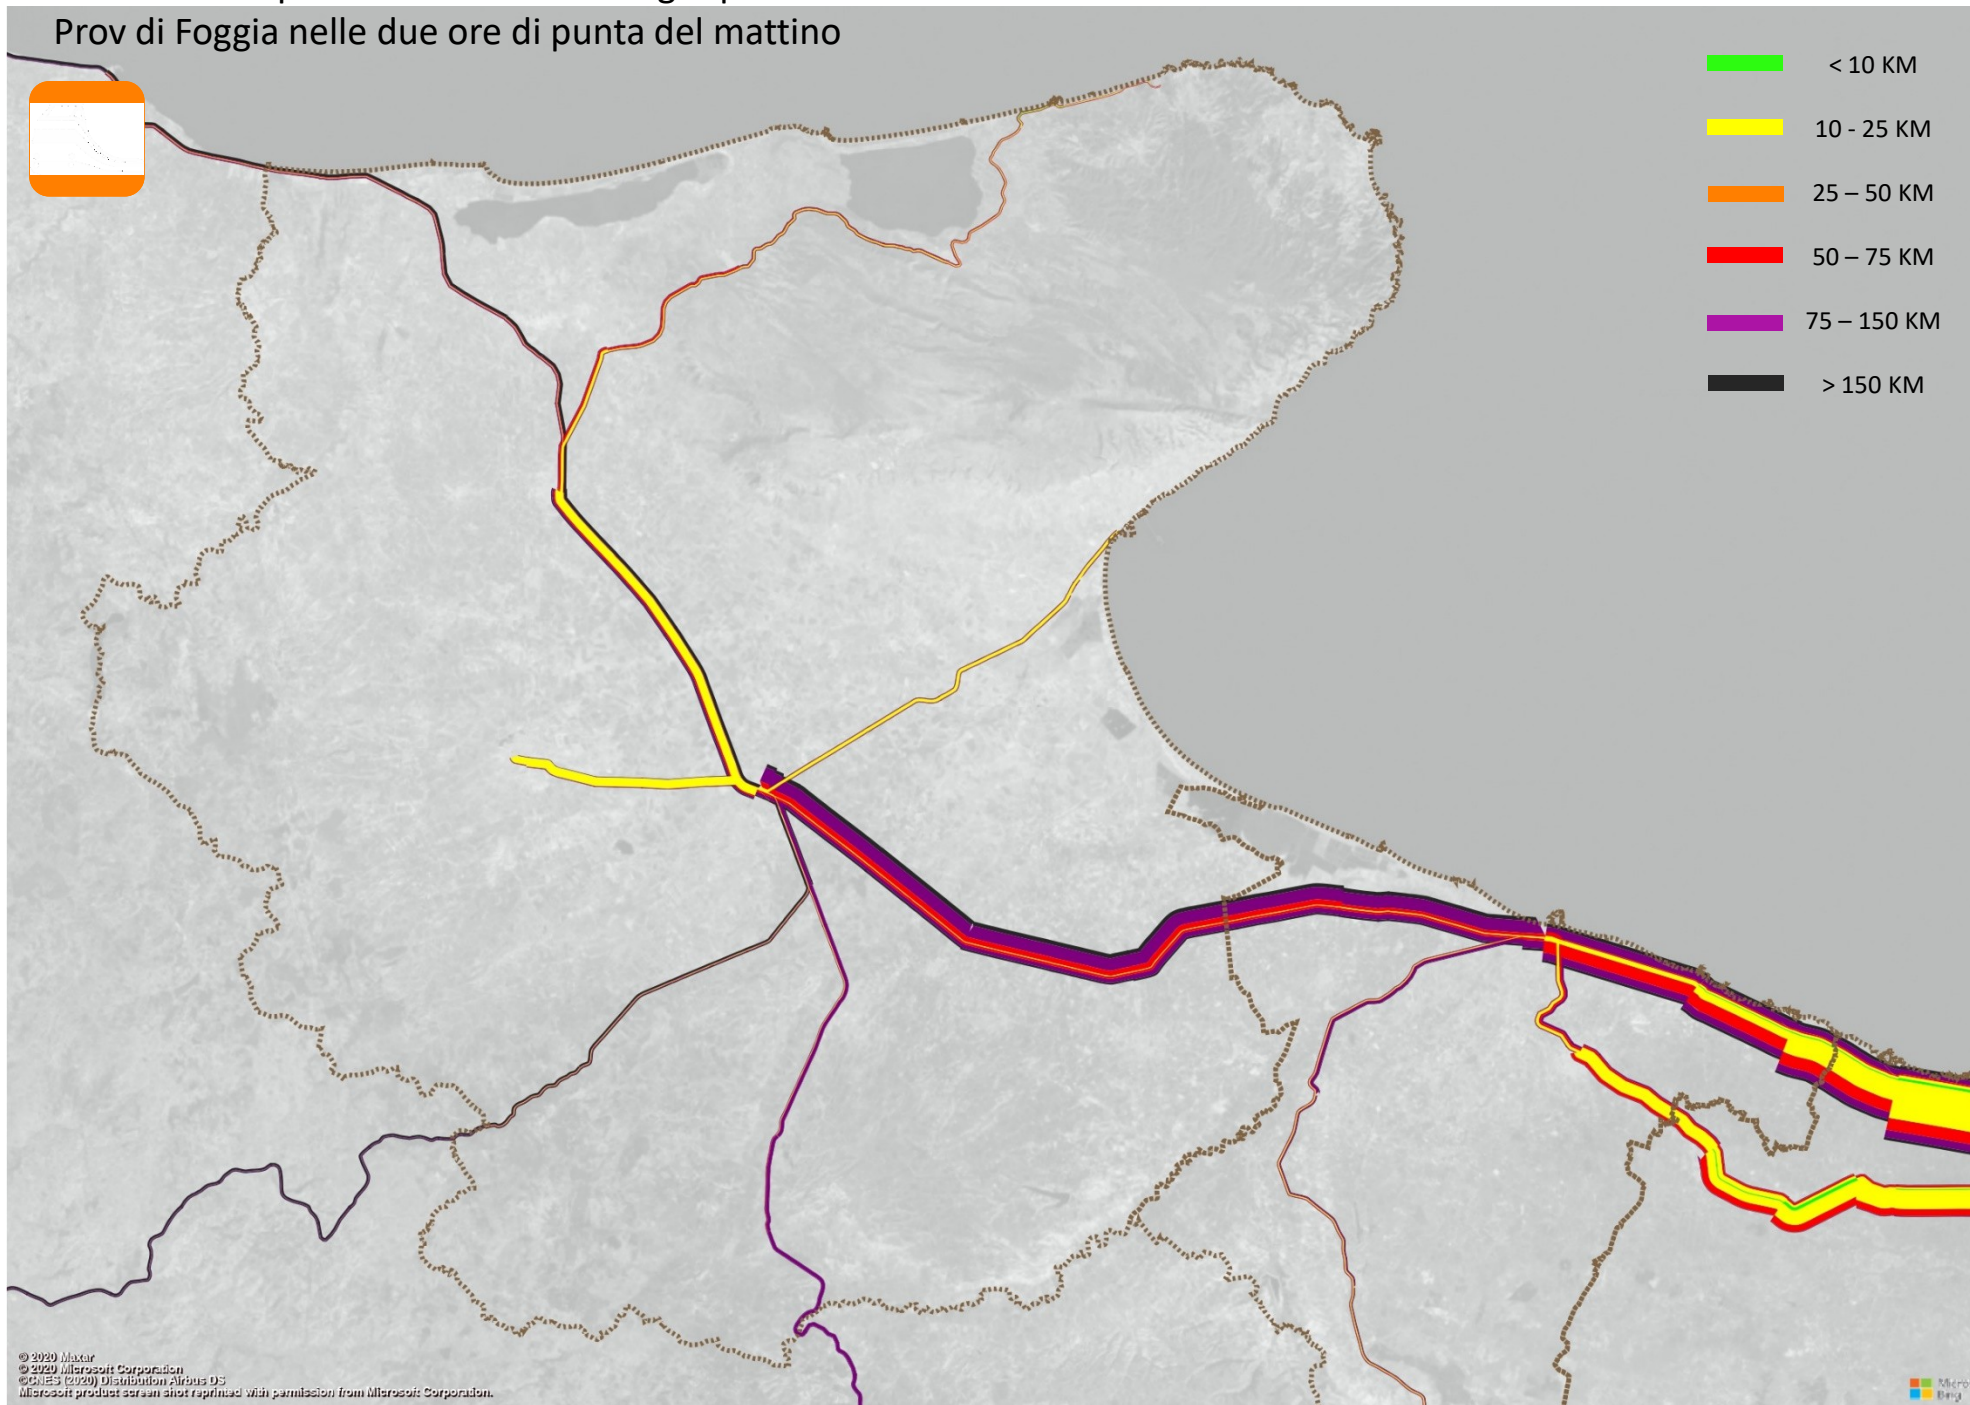 Prov di Foggia nelle due ore di punta del mattino
< 10 KM
10 - 25 KM
25 – 50 KM
50 – 75 KM
75 – 150 KM
> 150 KM
© 2020 Maxar
© 2020 Microsoft Corporation
©CNES (2020) Distribution Airbus DS
Microsoft product screen shot reprinted with permission from Microsoft Corporation.
Micro
Bing